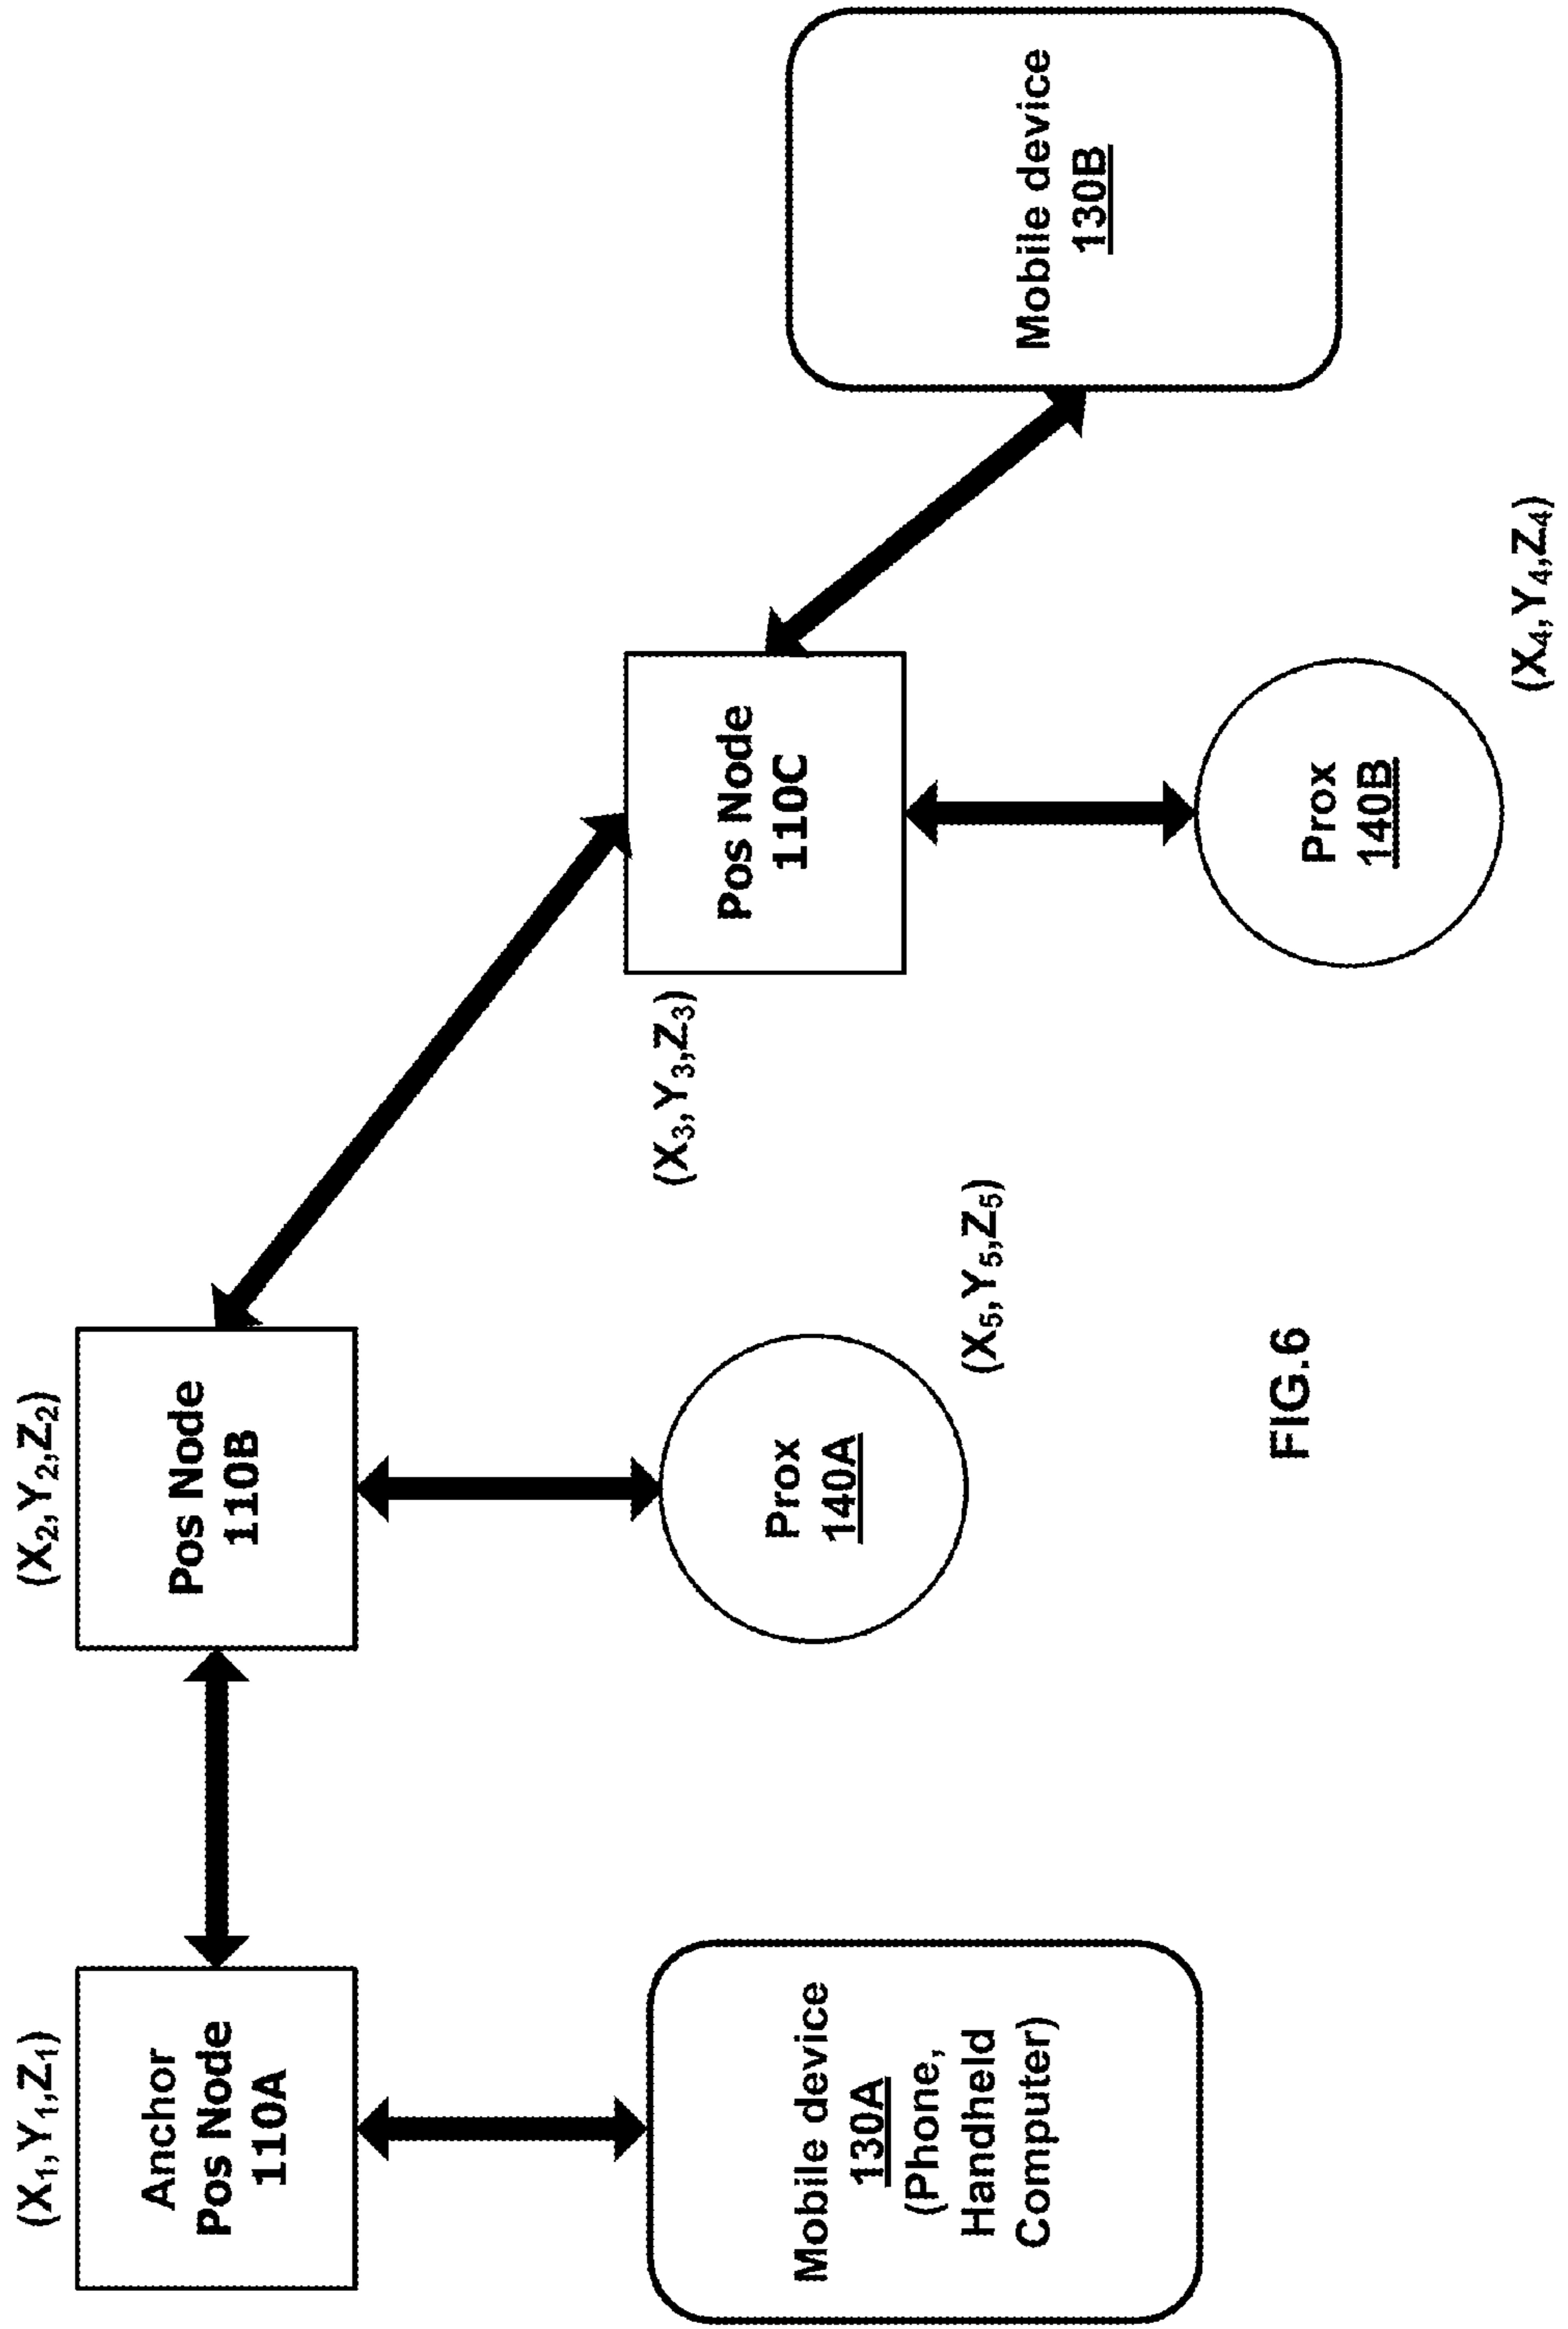 (X1,Y1,Z1)
Anchor
Pos Node
110A
(X2,Y2,Z2)
Pos Node
110B
Mobile device
130A
(Phone,
Handheld
Computer)
Prox
140A
(X5,Y5,Z5)
(X3,Y3,Z3)
Pos Node
110C
Prox
140B
(X4,Y4,Z4)
Mobile device
130B
FIG.6